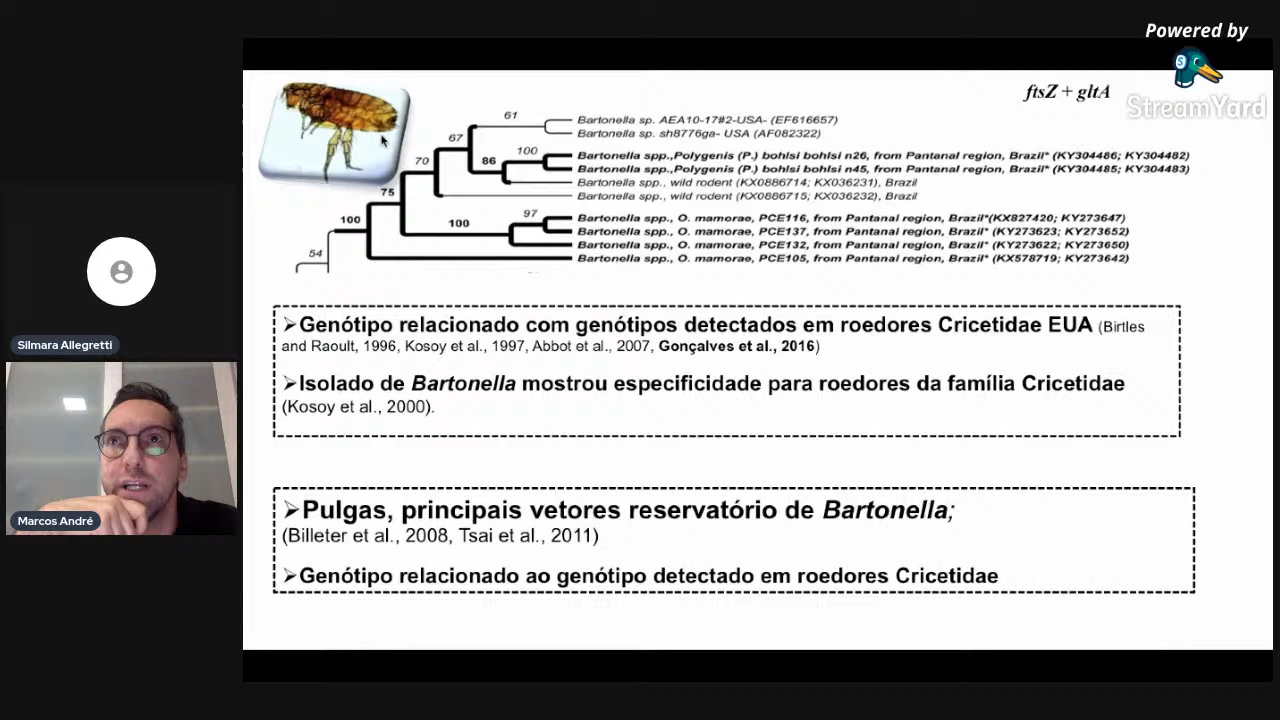 Powered by
StreamYard
ftsZ + gltA
61
Bartonella sp. AEA10-17#2-USA- (EF616657)
Bartonella sp. sh8776ga- USA (AF082322)
67
100
Bartonella spp.,Polygenis (P.) bohlsi bohlsi n26, from Pantanal region, Brazil* (KY304486; KY304482)
86
70
Bartonella spp.,Polygenis (P.) bohlsi bohlsi n45, from Pantanal region, Brazil* (KY304485; KY304483)
Bartonella spp., wild rodent (KX0886714; KX036231), Brazil
75
Bartonella spp., wild rodent (KX0886715; KX036232), Brazil
97
100
100
Bartonella spp., O. mamorae, PCE116, from Pantanal region, Brazil*(KX827420; KY273647)
Bartonella spp., O. mamorae, PCE137, from Pantanal region, Brazil* (KY273623; KY273652)
Bartonella spp., O. mamorae, PCE132, from Pantanal region, Brazil* (KY273622; KY273650)
54
Bartonella spp., O. mamorae, PCE105, from Pantanal region, Brazil* (KX578719; KY273642)
➢Genótipo relacionado com genótipos detectados em roedores Cricetidae EUA (Birtles
and Raoult, 1996, Kosoy et al., 1997, Abbot et al., 2007, Gonçalves et al., 2016)
➢Isolado de Bartonella mostrou especificidade para roedores da família Cricetidae
(Kosoy et al., 2000).
➢Pulgas, principais vetores reservatório de Bartonella;
(Billeter et al., 2008, Tsai et al., 2011)
➢Genótipo relacionado ao genótipo detectado em roedores Cricetidae
Silmara Allegretti
Marcos André